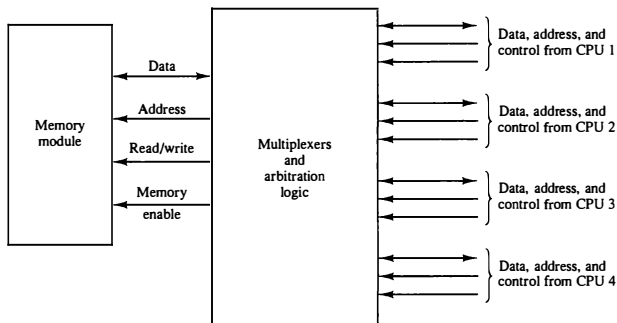 Memory
module
Data
Address
Read/write
Memory
enable
Multiplexers
and
arbitration
logic
Data, address, and
control from CPU 1
Data, address, and
control from CPU 2
Data, address, and
control from CPU 3
Data, address, and
control from CPU 4